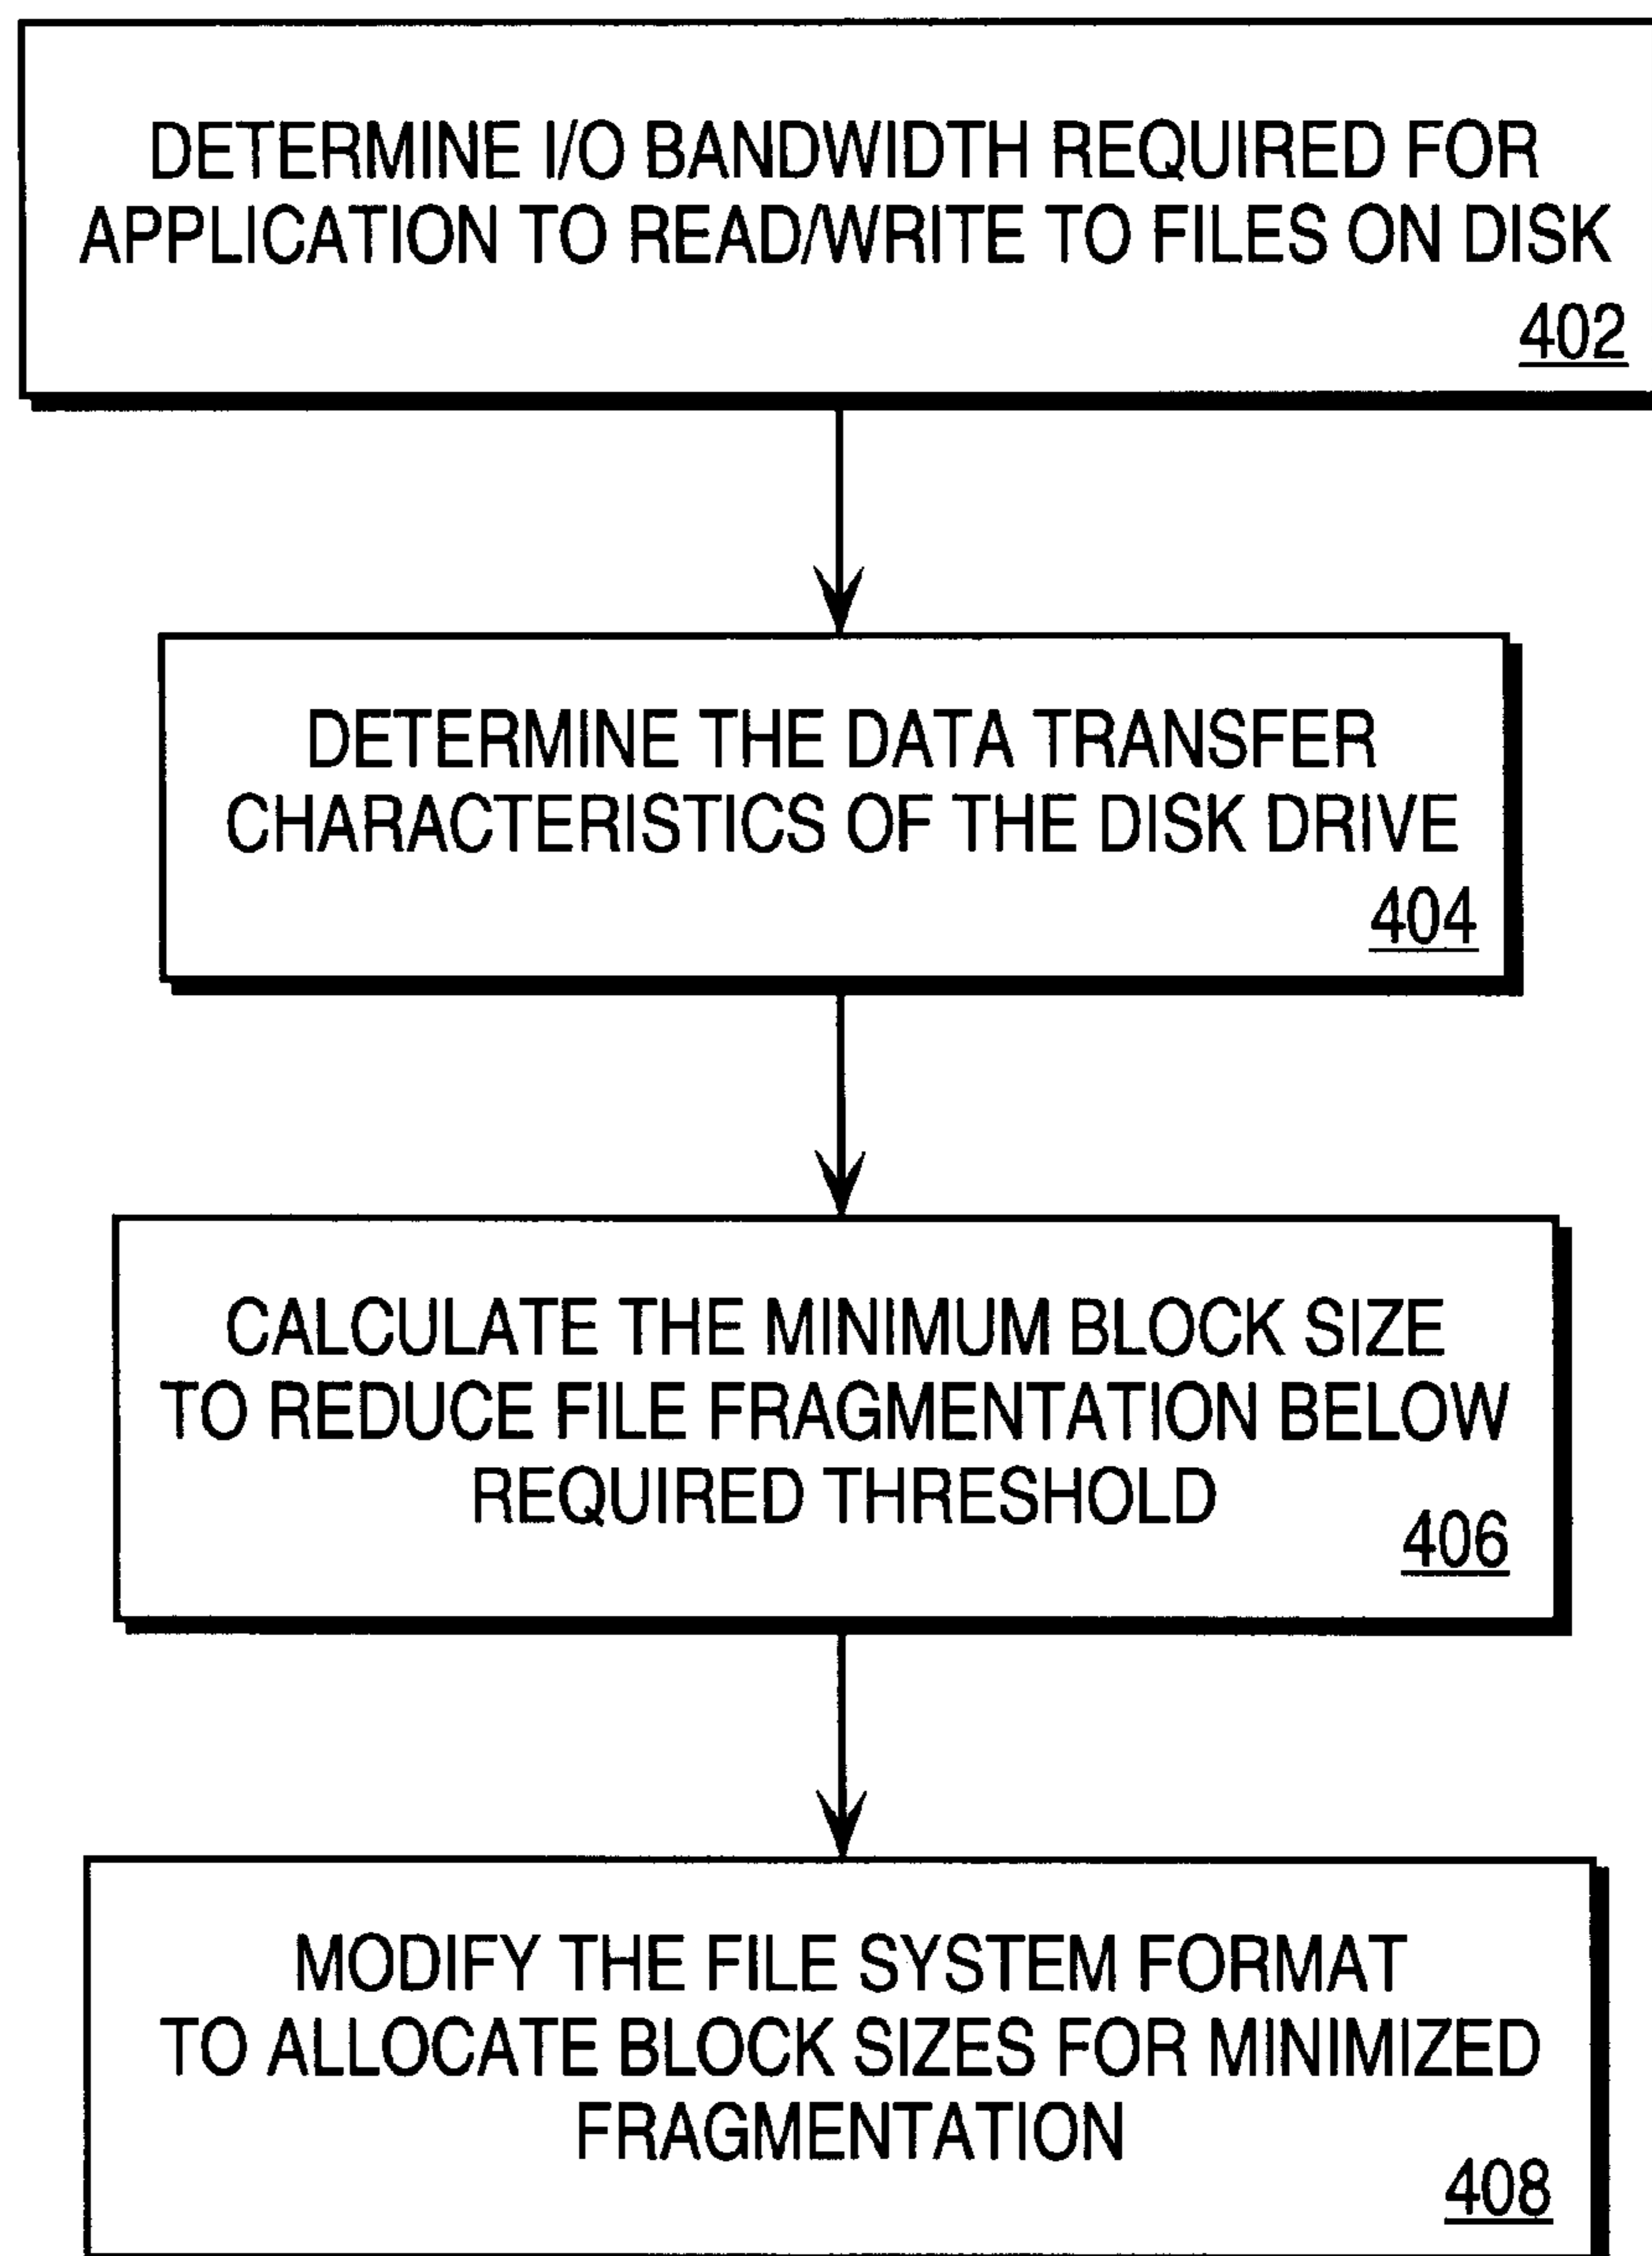 DETERMINE I/O BANDWIDTH REQUIRED FOR
APPLICATION TO READ/WRITE TO FILES ON DISK
402
DETERMINE THE DATA TRANSFER
CHARACTERISTICS OF THE DISK DRIVE
404
CALCULATE THE MINIMUM BLOCK SIZE
TO REDUCE FILE FRAGMENTATION BELOW
REQUIRED THRESHOLD
406
MODIFY THE FILE SYSTEM FORMAT
TO ALLOCATE BLOCK SIZES FOR MINIMIZED
FRAGMENTATION
408